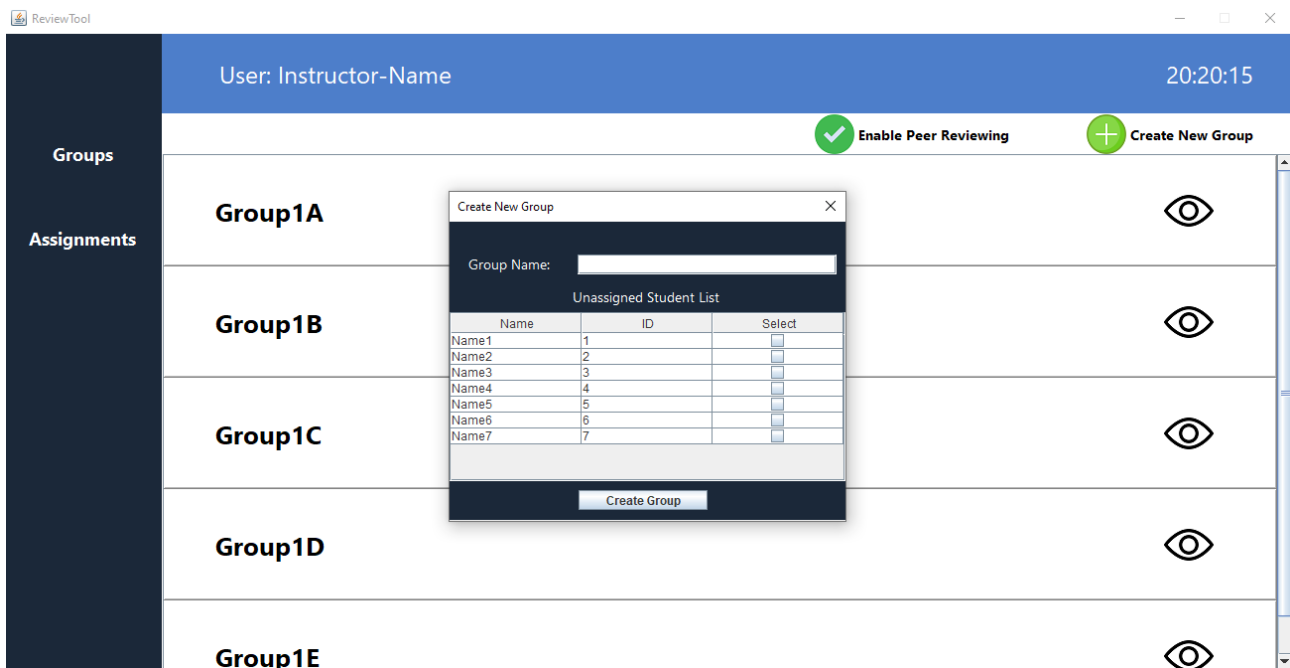 ReviewTool
User: Instructor-Name 20:20:15
Enable Peer Reviewing Create New Group
Groups
Assignments
Group1A
Group1B
Group1C
Group1D
Group1E
Create New Group
Group Name:
Unassigned Student List
Name ID Select
Name1 1
Name2 2
Name3 3
Name4 4
Name5 5
Name6 6
Name7 7
Create Group